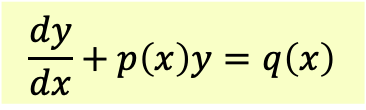 dy/dx + p(x)y = q(x)